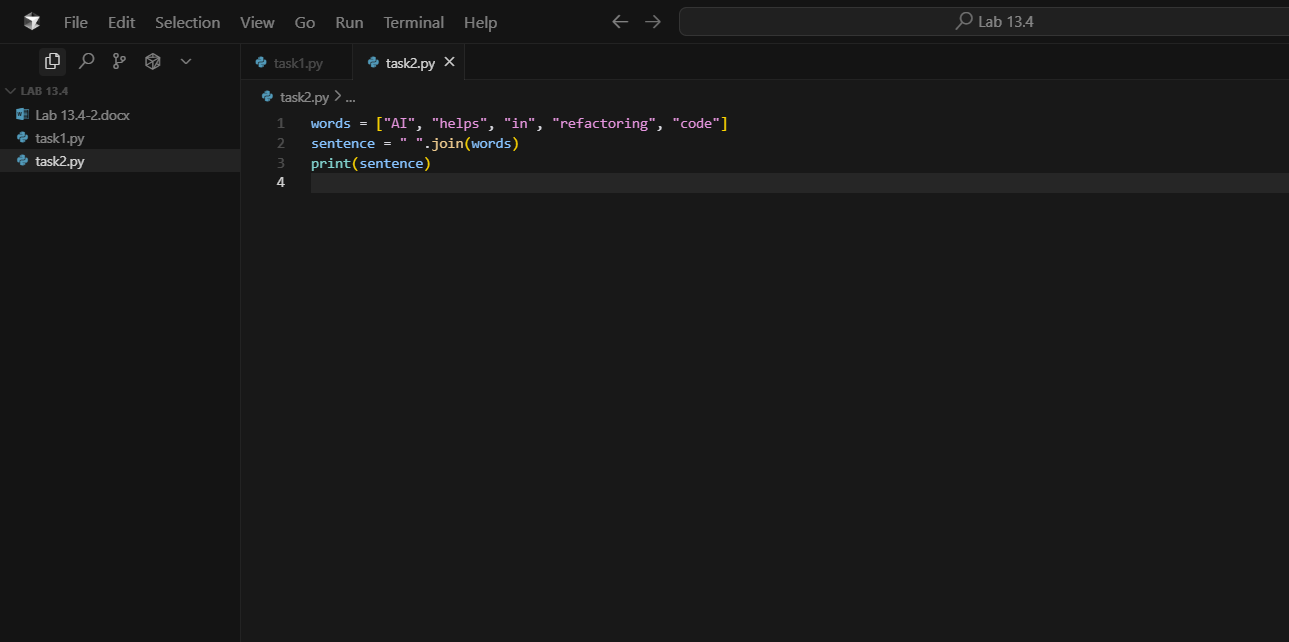 File Edit Selection View Go Run Terminal Help
Lab 13.4
task1.py
task2.py
LAB 13.4
Lab 13.4-2.docx
task1.py
task2.py
task2.py > ...
1 words = ["AI", "helps", "in", "refactoring", "code"]
2 sentence = " ".join(words)
3 print(sentence)
4